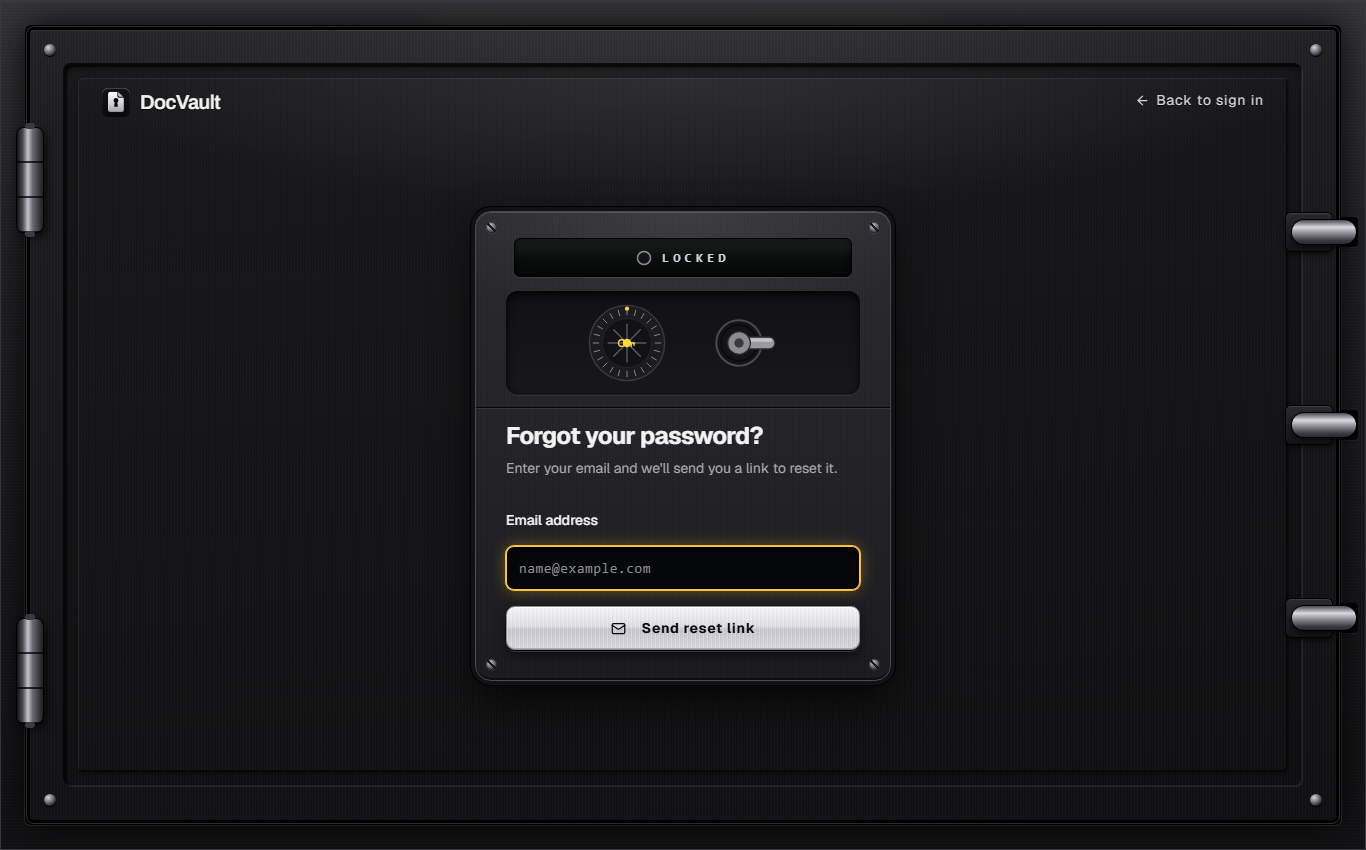 DocVault
← Back to sign in
LOCKED
Forgot your password?
Enter your email and we'll send you a link to reset it.
Email address
name@example.com
Send reset link